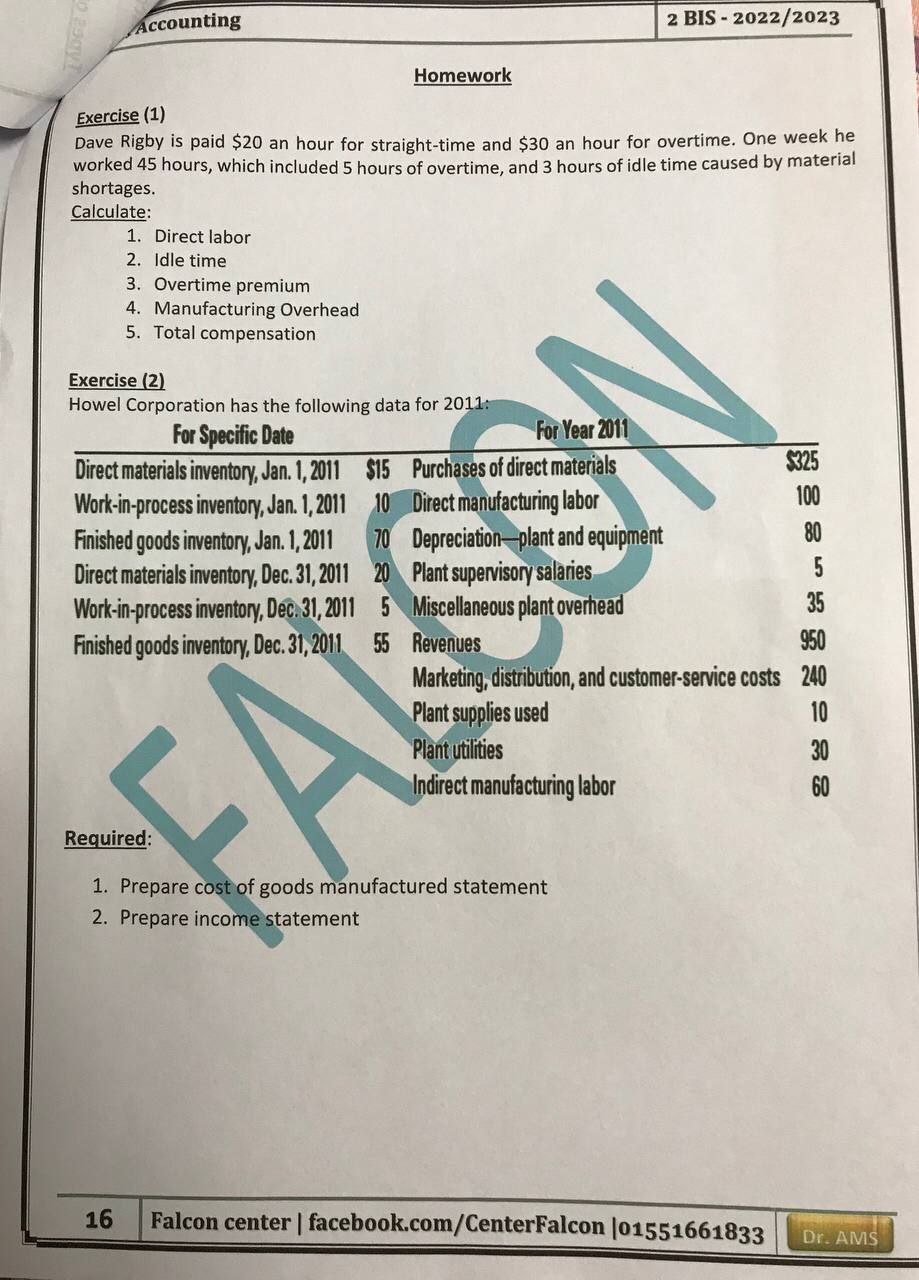 Accounting
2 BIS - 2022/2023
Homework
Exercise (1)
Dave Rigby is paid $20 an hour for straight-time and $30 an hour for overtime. One week he
worked 45 hours, which included 5 hours of overtime, and 3 hours of idle time caused by material
shortages.
Calculate:
1. Direct labor
2. Idle time
3. Overtime premium
4. Manufacturing Overhead
5. Total compensation
Exercise (2)
Howel Corporation has the following data for 2011:
For Specific Date For Year 2011
Direct materials inventory, Jan. 1, 2011 $15 Purchases of direct materials $325
Work-in-process inventory, Jan. 1, 2011 10 Direct manufacturing labor 100
Finished goods inventory, Jan. 1, 2011 70 Depreciation—plant and equipment 80
Direct materials inventory, Dec. 31, 2011 20 Plant supervisory salaries 5
Work-in-process inventory, Dec. 31, 2011 5 Miscellaneous plant overhead 35
Finished goods inventory, Dec. 31, 2011 55 Revenues 950
Marketing, distribution, and customer-service costs 240
Plant supplies used 10
Plant utilities 30
Indirect manufacturing labor 60
FALCON
Required:
1. Prepare cost of goods manufactured statement
2. Prepare income statement
16 Falcon center | facebook.com/CenterFalcon |01551661833 Dr. AMS